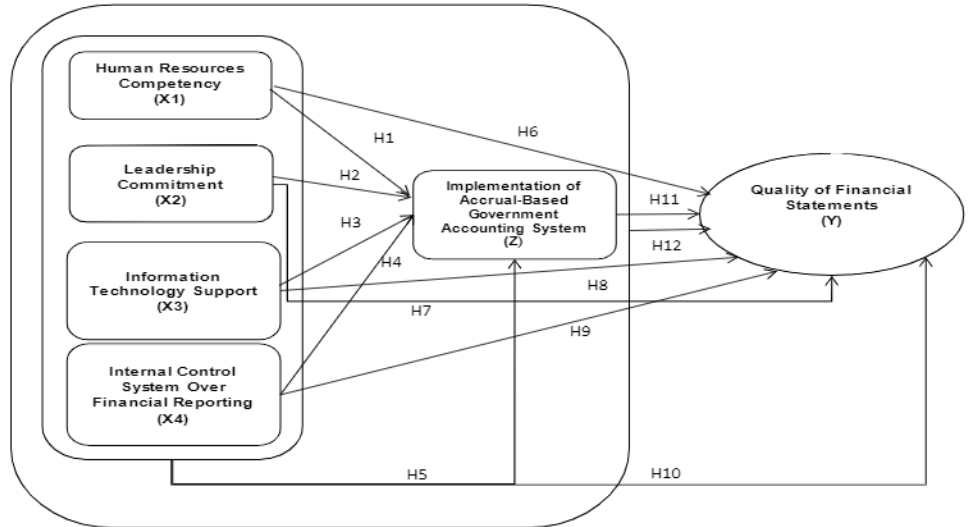 Human Resources
Competency
(X1)
Leadership
Commitment
(X2)
Information
Technology Support
(X3)
Internal Control
System Over
Financial Reporting
(X4)
H1
H2
H3
H4
H5
Implementation of
Accrual-Based
Government
Accounting System
(Z)
H6
H11
H12
H8
H7
H9
H10
Quality of Financial
Statements
(Y)